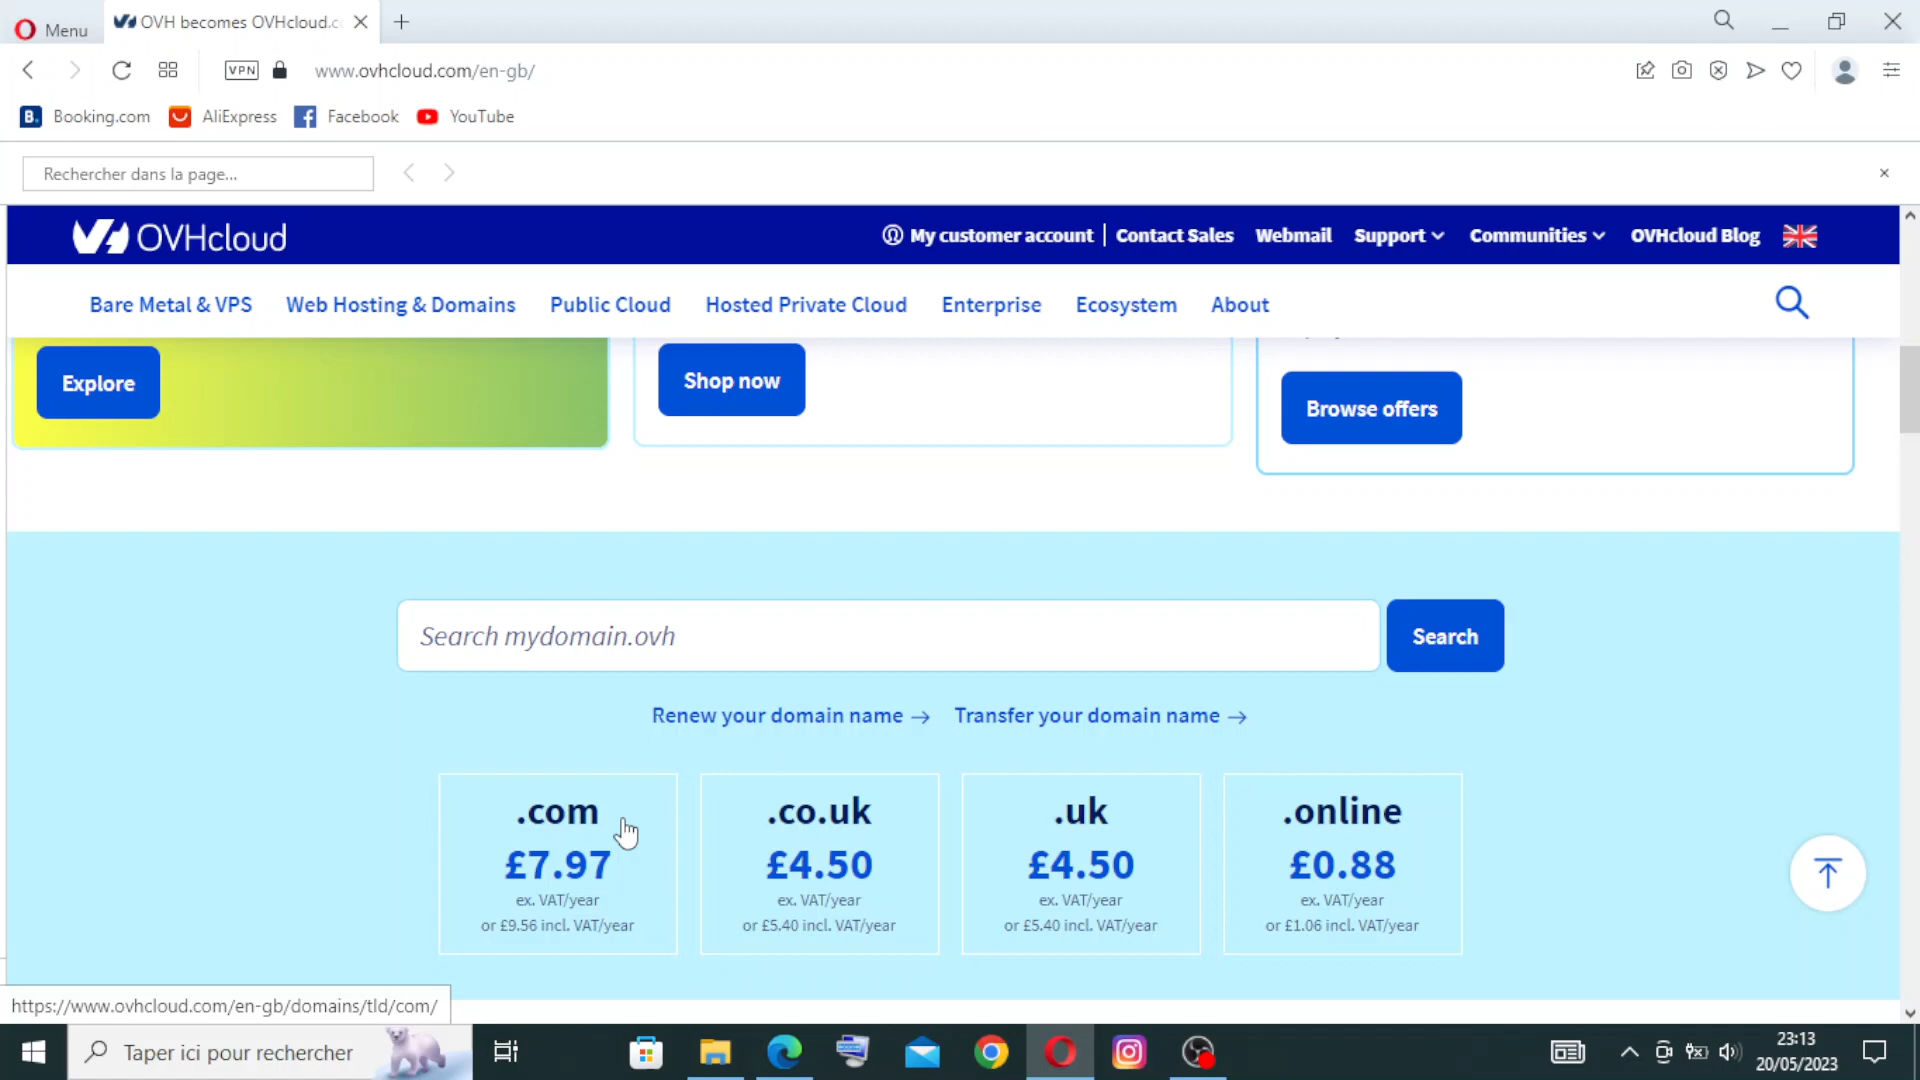 Menu
OVH becomes OVHcloud.c
VPN
www.ovhcloud.com/en-gb/
B. Booking.com
AliExpress
Facebook
YouTube
Rechercher dans la page...
OVHcloud
My customer account
Contact Sales
Webmail
Support
Communities
OVHcloud Blog
Bare Metal & VPS
Web Hosting & Domains
Public Cloud
Hosted Private Cloud
Enterprise
Ecosystem
About
Explore
Shop now
Browse offers
Search mydomain.ovh
Search
Renew your domain name →
Transfer your domain name →
.com
£7.97
ex. VAT/year
or £9.56 incl. VAT/year
.co.uk
£4.50
ex. VAT/year
or £5.40 incl. VAT/year
.uk
£4.50
ex. VAT/year
or £5.40 incl. VAT/year
.online
£0.88
ex. VAT/year
or £1.06 incl. VAT/year
https://www.ovhcloud.com/en-gb/domains/tld/com/
Taper ici pour rechercher
23:13
20/05/2023